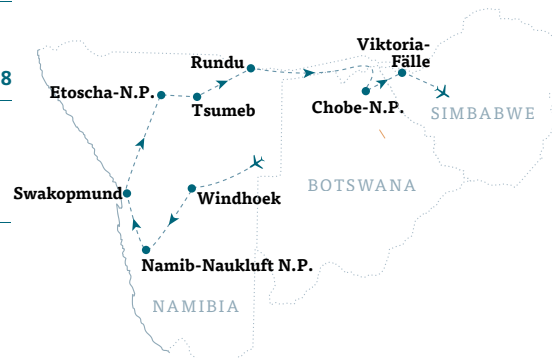 Viktoria-
Fälle
Rundu
8
Etoscha-N.P.
Tsumeb
Chobe-N.P.
SIMBABWE
BOTSWANA
Swakopmund
Windhoek
Namib-Naukluft N.P.
NAMIBIA